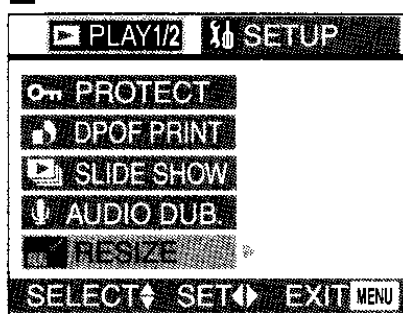 PLAY1/2 SETUP
PROTECT
DPOF PRINT
SLIDE SHOW
AUDIO DUB.
RESIZE
SELECT SET EXIT MENU